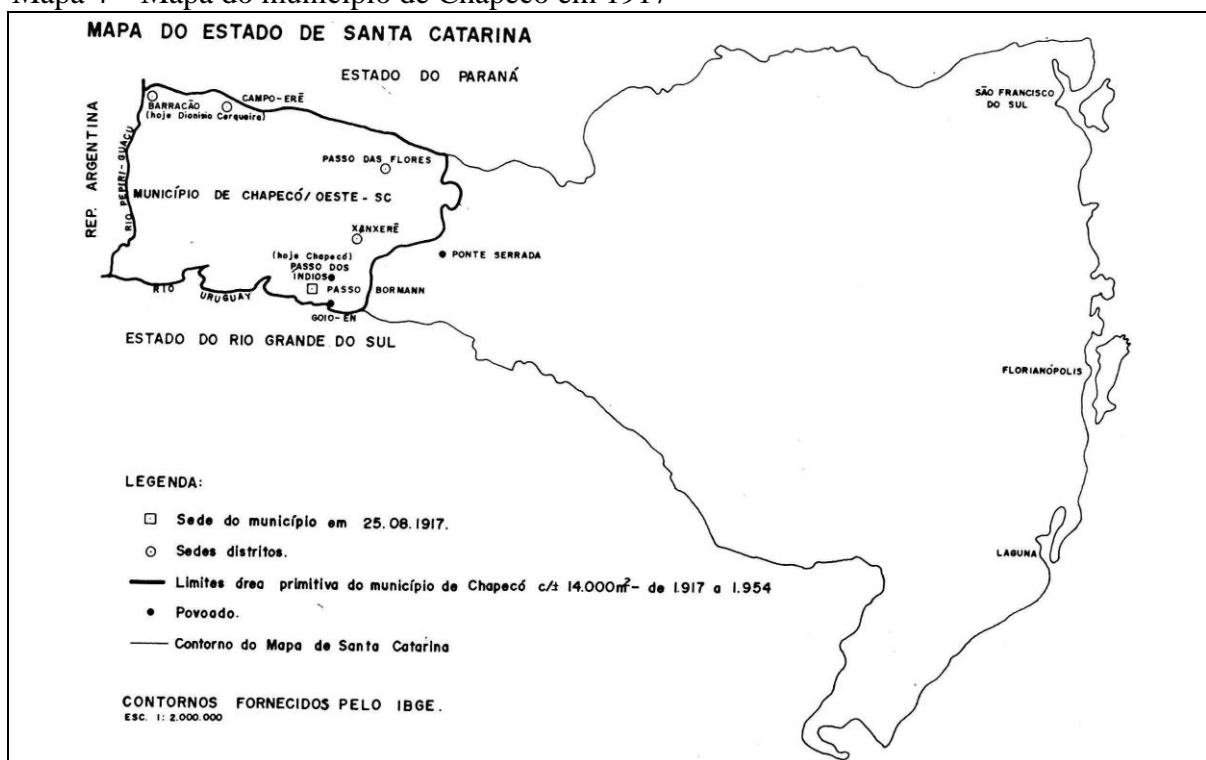 Mapa 4 – Mapa do município de Chapecó em 1917
MAPA DO ESTADO DE SANTA CATARINA
ESTADO DO PARANÁ
SÃO FRANCISCO
DO SUL
BARRACÃO
(hoje Dionísio Cerqueira)
CAMPO-ERÊ
REP. ARGENTINA
RIO PEPIRI-GUAÇU
PASSO DAS FLORES
MUNICÍPIO DE CHAPECÓ/OESTE - SC
XANXERÊ
(hoje Chapecó)
PASSO DOS
ÍNDIOS
PASSO BORMANN
PONTE SERRADA
RIO URUGUAY
GOIO-EN
ESTADO DO RIO GRANDE DO SUL
FLORIANÓPOLIS
LAGUNA
LEGENDA:
Sede do município em 25.08.1917.
Sedes distritos.
Limites área primitiva do município de Chapecó c/± 14.000m²- de 1.917 a 1.954
Povoado.
Contorno do Mapa de Santa Catarina
CONTORNOS FORNECIDOS PELO IBGE.
ESC. 1: 2.000.000